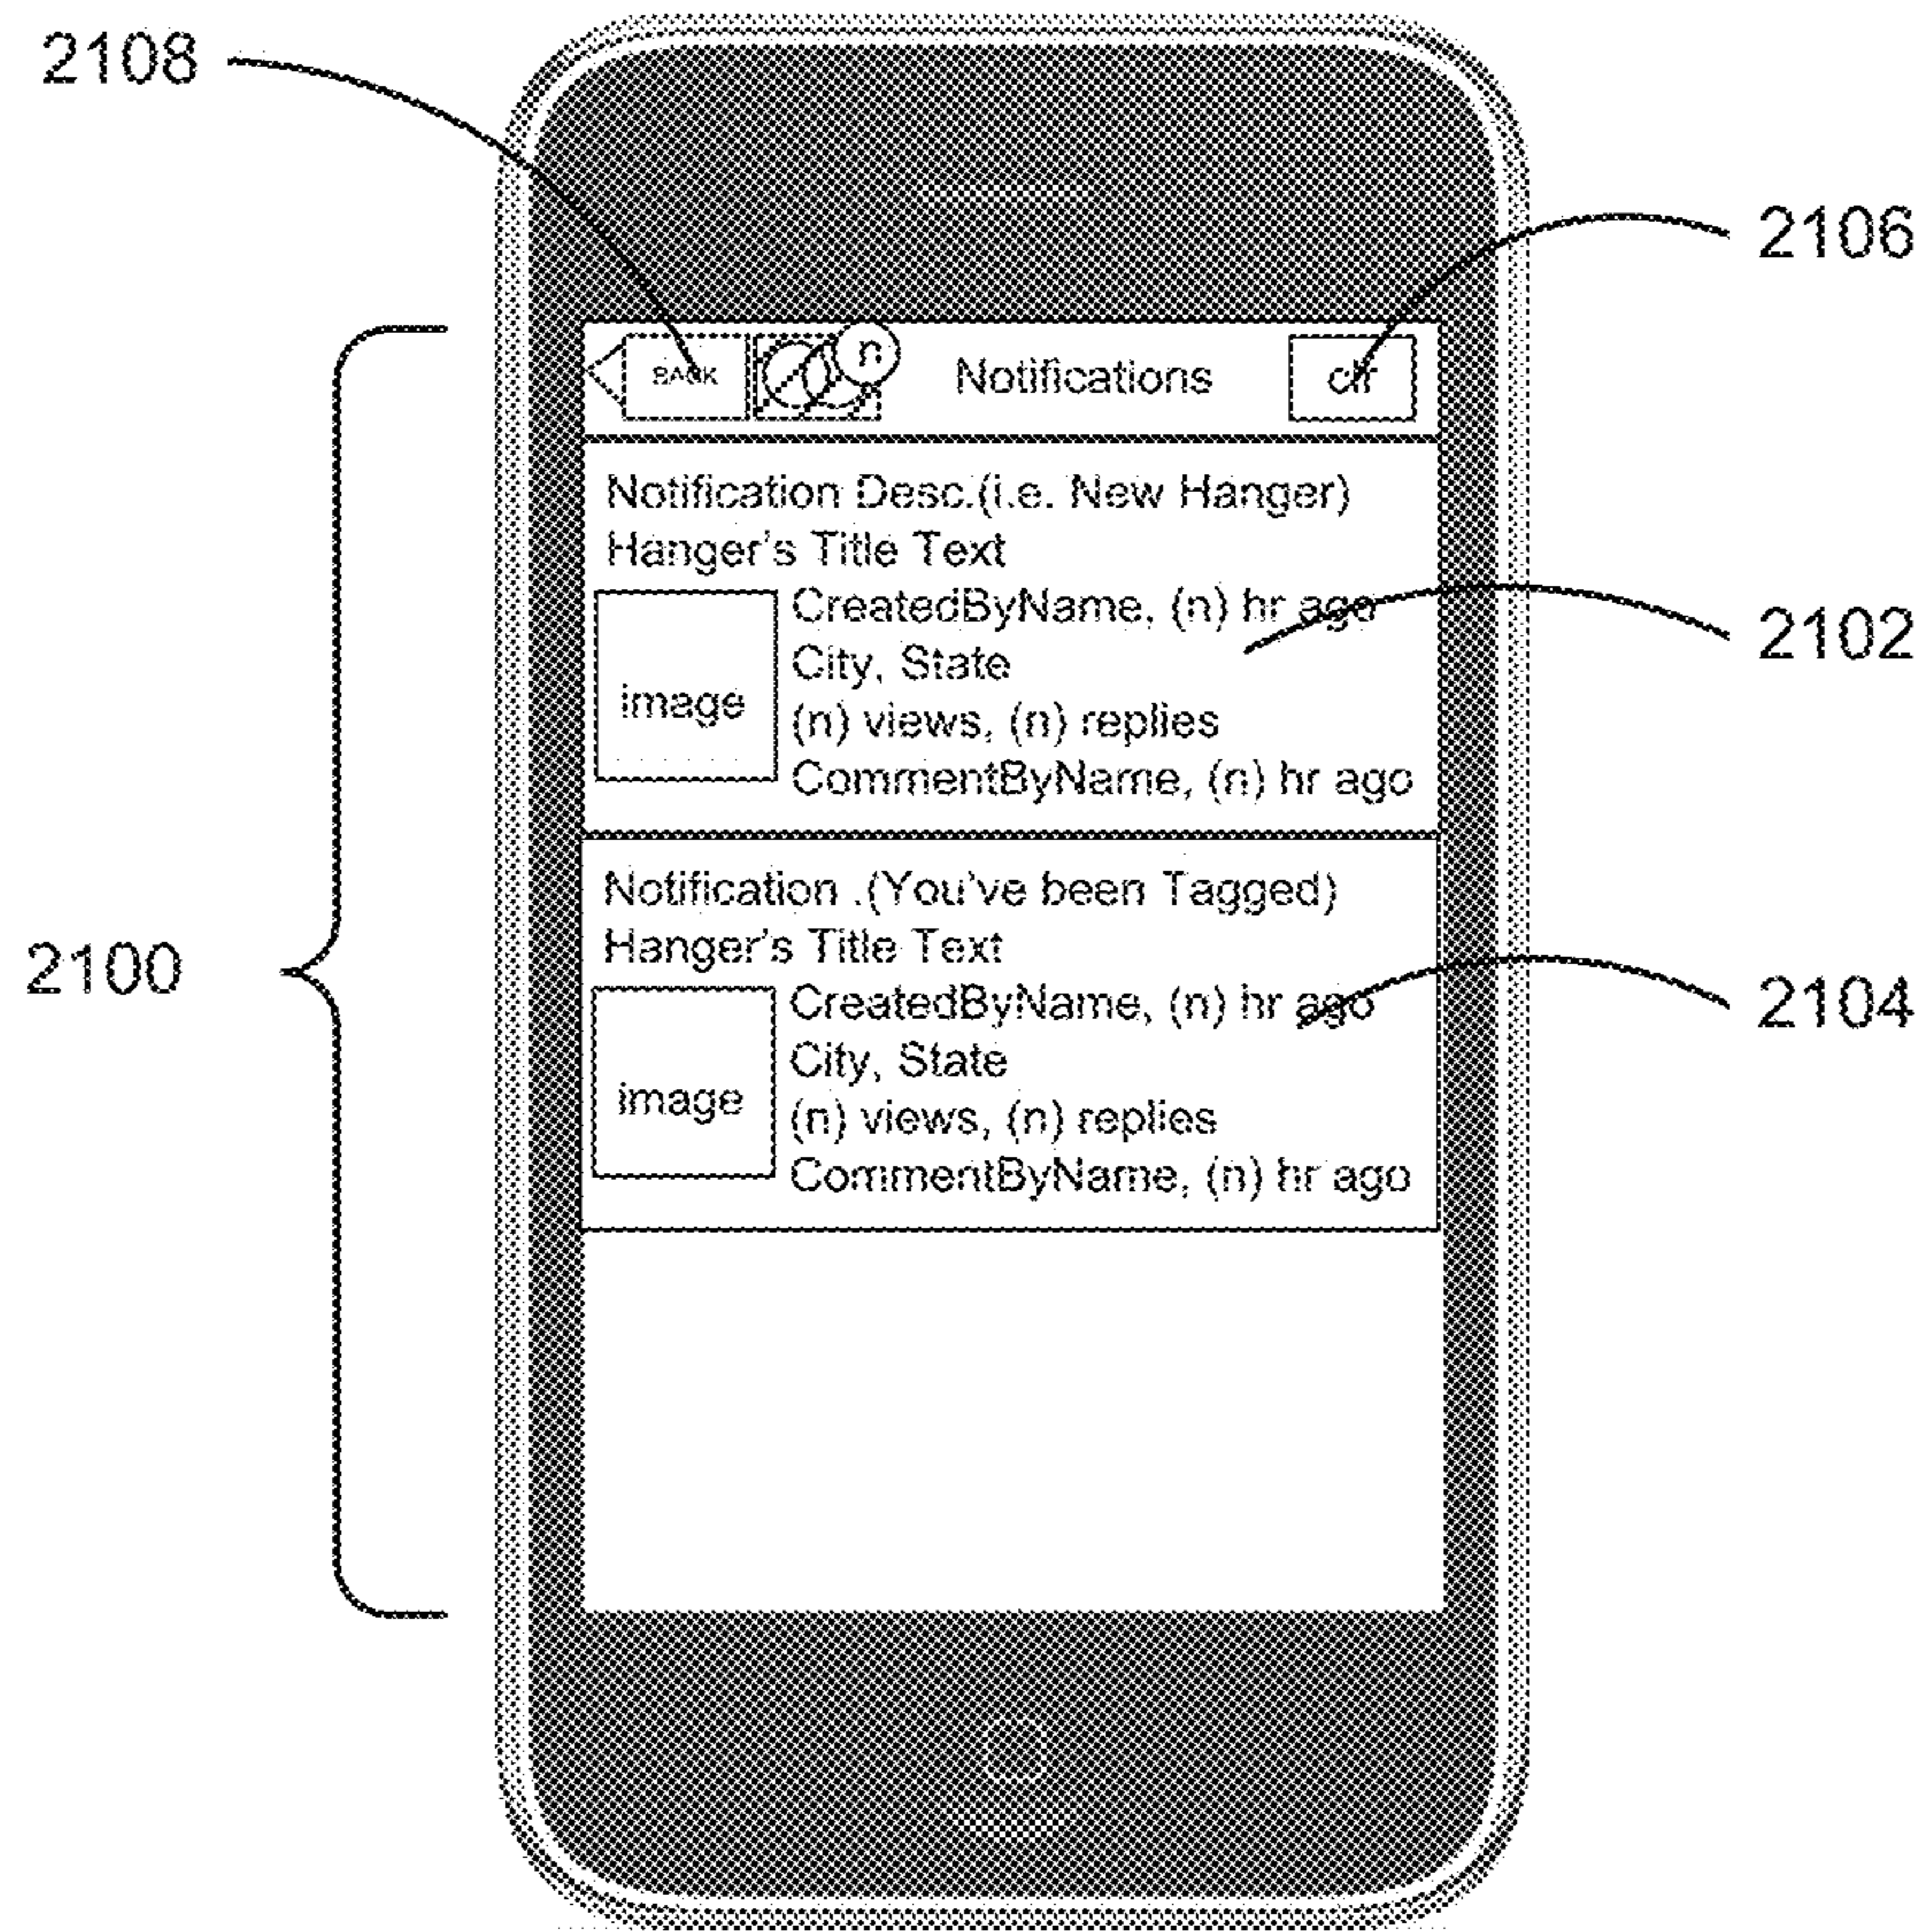 2108
2106
BACK
n
Notifications
clr
Notification Desc.(i.e. New Hanger)
Hanger's Title Text
CreatedByName, (n) hr ago
2102
City, State
image
(n) views, (n) replies
CommentByName, (n) hr ago
Notification .(You've been Tagged)
Hanger's Title Text
2100
CreatedByName, (n) hr ago
2104
City, State
image
(n) views, (n) replies
CommentByName, (n) hr ago